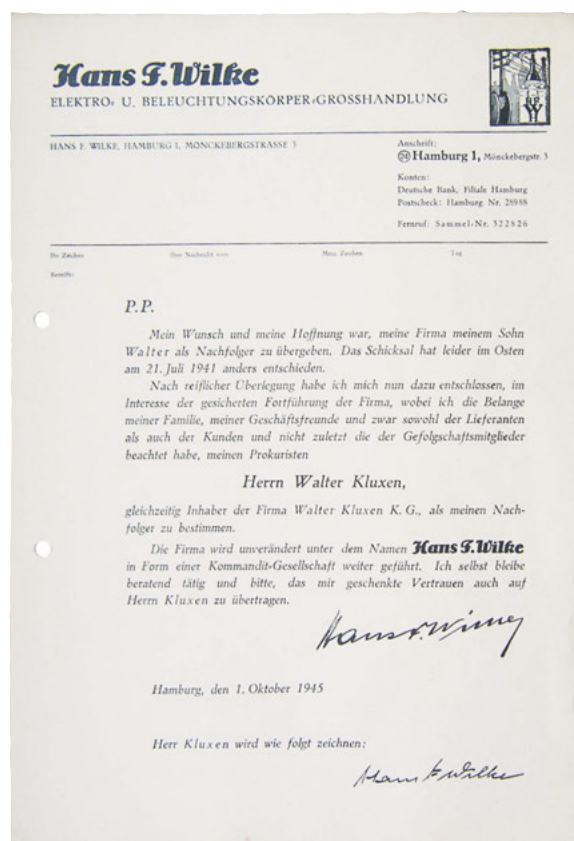 Hans F. Wilke
ELEKTRO- U. BELEUCHTUNGSKÖRPER-GROSSHANDLUNG
HANS F. WILKE, HAMBURG 1, MÖNCKEBERGSTRASSE 3
Anschrift:
(24) Hamburg 1, Mönckebergstr. 3
Konten:
Deutsche Bank, Filiale Hamburg
Postscheck: Hamburg Nr. 28988
Fernruf: Sammel-Nr. 322826
Ihr Zeichen Ihre Nachricht vom Mein Zeichen Tag
Betrifft:
P. P.
Mein Wunsch und meine Hoffnung war, meine Firma meinem Sohn
Walter als Nachfolger zu übergeben. Das Schicksal hat leider im Osten
am 21. Juli 1941 anders entschieden.
Nach reiflicher Überlegung habe ich mich nun dazu entschlossen, im
Interesse der gesicherten Fortführung der Firma, wobei ich die Belange
meiner Familie, meiner Geschäftsfreunde und zwar sowohl der Lieferanten
als auch der Kunden und nicht zuletzt die der Gefolgschaftsmitglieder
beachtet habe, meinen Prokuristen
Herrn Walter Kluxen,
gleichzeitig Inhaber der Firma Walter Kluxen K. G., als meinen Nach-
folger zu bestimmen.
Die Firma wird unverändert unter dem Namen Hans F. Wilke
in Form einer Kommandit-Gesellschaft weiter geführt. Ich selbst bleibe
beratend tätig und bitte, das mir geschenkte Vertrauen auch auf
Herrn Kluxen zu übertragen.
Hamburg, den 1. Oktober 1945
Herr Kluxen wird wie folgt zeichnen:
Hans F. Wilke